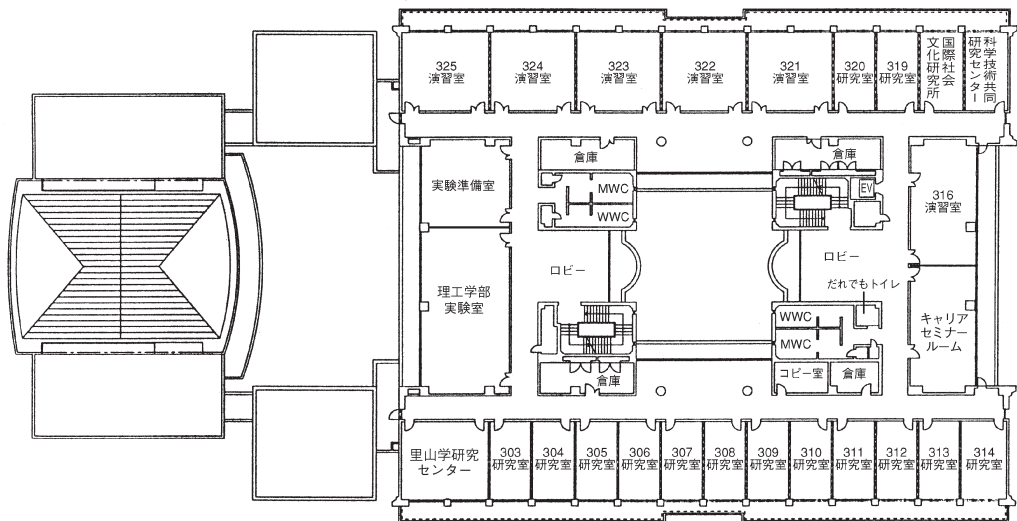 325
演習室
324
演習室
323
演習室
322
演習室
321
演習室
320
研究室
319
研究室
国際社会
文化研究所
科学技術共同
研究センター
倉庫
倉庫
実験準備室
MWC
WWC
EV
316
演習室
ロビー
ロビー
だれでもトイレ
理工学部
実験室
WWC
MWC
キャリア
セミナー
ルーム
倉庫
コピー室
倉庫
里山学研究
センター
303
研究室
304
研究室
305
研究室
306
研究室
307
研究室
308
研究室
309
研究室
310
研究室
311
研究室
312
研究室
313
研究室
314
研究室